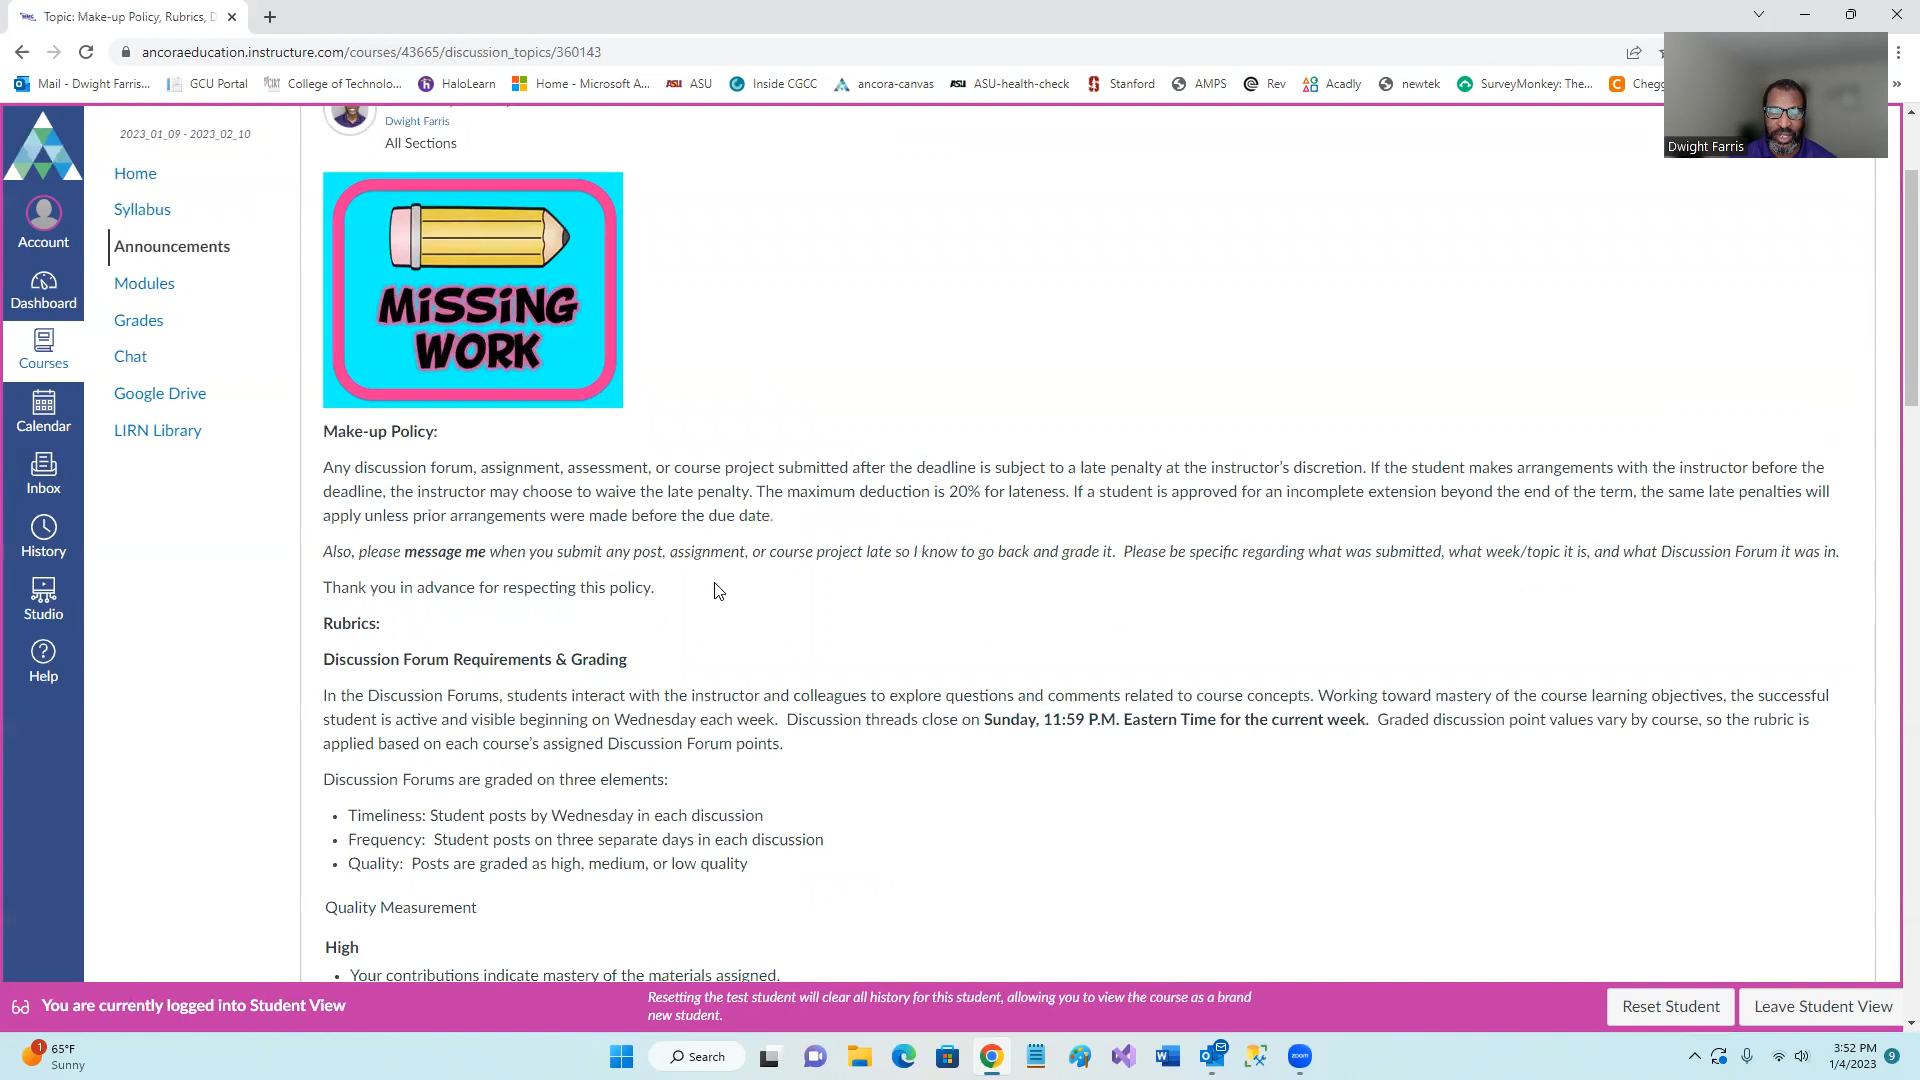 Topic: Make-up Policy, Rubrics, D
ancoraeducation.instructure.com/courses/43665/discussion_topics/360143
Mail - Dwight Farris... GCU Portal College of Technolo... HaloLearn Home - Microsoft A... ASU ASU Inside CGCC ancora-canvas ASU ASU-health-check Stanford AMPS Rev Acadly newtek SurveyMonkey: The... C Chegg
Dwight Farris
2023_01_09 - 2023_02_10
Home
Syllabus
Announcements
Modules
Grades
Chat
Google Drive
LIRN Library
Account
Dashboard
Courses
Calendar
Inbox
History
Studio
Help
Dwight Farris
All Sections
MISSING
WORK
Make-up Policy:
Any discussion forum, assignment, assessment, or course project submitted after the deadline is subject to a late penalty at the instructor's discretion. If the student makes arrangements with the instructor before the
deadline, the instructor may choose to waive the late penalty. The maximum deduction is 20% for lateness. If a student is approved for an incomplete extension beyond the end of the term, the same late penalties will
apply unless prior arrangements were made before the due date.
Also, please message me when you submit any post, assignment, or course project late so I know to go back and grade it. Please be specific regarding what was submitted, what week/topic it is, and what Discussion Forum it was in.
Thank you in advance for respecting this policy.
Rubrics:
Discussion Forum Requirements & Grading
In the Discussion Forums, students interact with the instructor and colleagues to explore questions and comments related to course concepts. Working toward mastery of the course learning objectives, the successful
student is active and visible beginning on Wednesday each week. Discussion threads close on Sunday, 11:59 P.M. Eastern Time for the current week. Graded discussion point values vary by course, so the rubric is
applied based on each course's assigned Discussion Forum points.
Discussion Forums are graded on three elements:
• Timeliness: Student posts by Wednesday in each discussion
• Frequency: Student posts on three separate days in each discussion
• Quality: Posts are graded as high, medium, or low quality
Quality Measurement
High
• Your contributions indicate mastery of the materials assigned.
You are currently logged into Student View
Resetting the test student will clear all history for this student, allowing you to view the course as a brand
new student.
Reset Student
Leave Student View
1
65°F
Sunny
Search
zoom
3:52 PM
1/4/2023
9